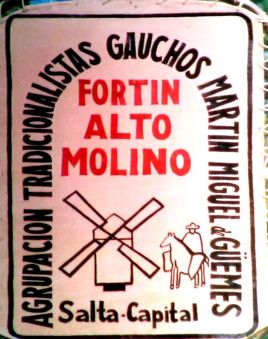 AGRUPACION TRADICIONALISTAS GAUCHOS MARTIN MIGUEL de GÜEMES
FORTIN
ALTO
MOLINO
Salta-Capital